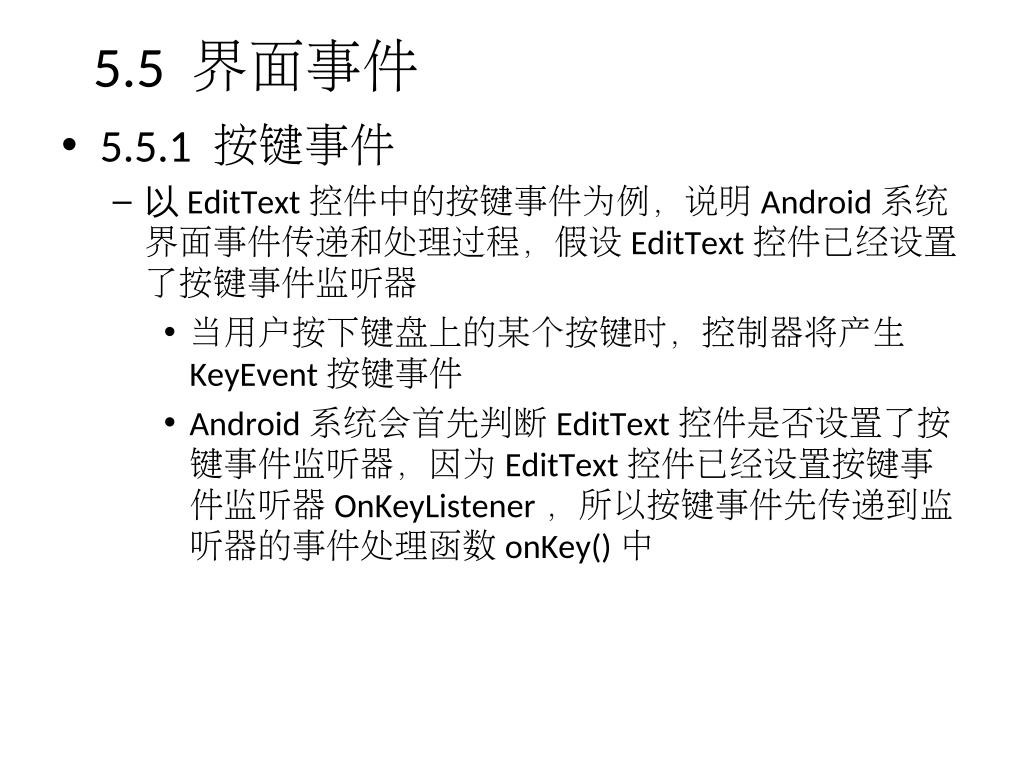 5.5 界面事件
• 5.5.1 按键事件
– 以 EditText 控件中的按键事件为例，说明 Android 系统
界面事件传递和处理过程，假设 EditText 控件已经设置
了按键事件监听器
• 当用户按下键盘上的某个按键时，控制器将产生
KeyEvent 按键事件
• Android 系统会首先判断 EditText 控件是否设置了按
键事件监听器，因为 EditText 控件已经设置按键事
件监听器 OnKeyListener ，所以按键事件先传递到监
听器的事件处理函数 onKey() 中